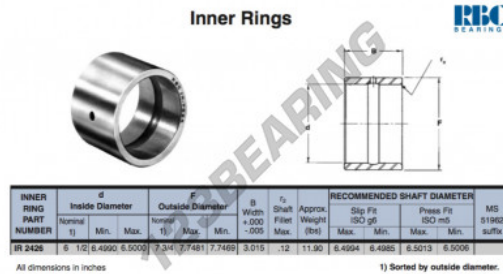 Inner Rings
RBC
BEARINGS
123BEARING
B
d
F
INNER RING PART NUMBER
d
Inside Diameter
F
Outside Diameter
B
Width
+.000
-.005
Shaft
Fillet
Max.
Approx.
Weight
(lbs)
RECOMMENDED SHAFT DIAMETER
Slip Fit
ISO g6
Press Fit
ISO m5
MS
51962
suffix
Nominal
1)
Min.
Max.
Nominal
1)
Max.
Min.
Max.
Min.
Max.
Min.
IR 2426 6 1/2 6.4990 6.5000 7 3/4 7.7481 7.7469 3.015 .12 11.90 6.4994 6.4985 6.5013 6.5006
All dimensions in inches
1) Sorted by outside diameter.